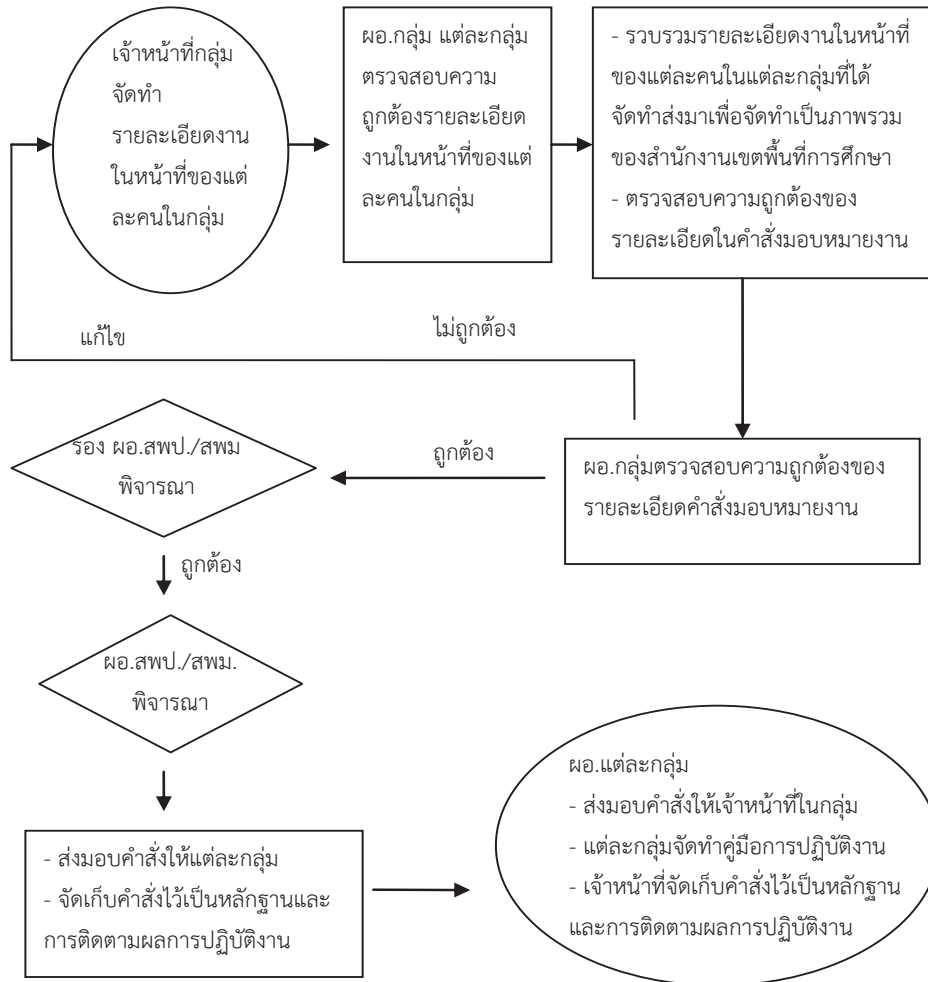 เจ้าหน้าที่กลุ่ม
จัดทำ
รายละเอียดงาน
ในหน้าที่ของแต่
ละคนในกลุ่ม
ผอ.กลุ่ม แต่ละกลุ่ม
ตรวจสอบความ
ถูกต้องรายละเอียด
งานในหน้าที่ของแต่
ละคนในกลุ่ม
- รวบรวมรายละเอียดงานในหน้าที่
ของแต่ละคนในแต่ละกลุ่มที่ได้
จัดทำส่งมาเพื่อจัดทำเป็นภาพรวม
ของสำนักงานเขตพื้นที่การศึกษา
- ตรวจสอบความถูกต้องของ
รายละเอียดในคำสั่งมอบหมายงาน
แก้ไข
ไม่ถูกต้อง
รอง ผอ.สพป./สพม
พิจารณา
ถูกต้อง
ผอ.กลุ่มตรวจสอบความถูกต้องของ
รายละเอียดคำสั่งมอบหมายงาน
ถูกต้อง
ผอ.สพป./สพม.
พิจารณา
- ส่งมอบคำสั่งให้แต่ละกลุ่ม
- จัดเก็บคำสั่งไว้เป็นหลักฐานและ
การติดตามผลการปฏิบัติงาน
ผอ.แต่ละกลุ่ม
- ส่งมอบคำสั่งให้เจ้าหน้าที่ในกลุ่ม
- แต่ละกลุ่มจัดทำคู่มือการปฏิบัติงาน
- เจ้าหน้าที่จัดเก็บคำสั่งไว้เป็นหลักฐาน
และการติดตามผลการปฏิบัติงาน